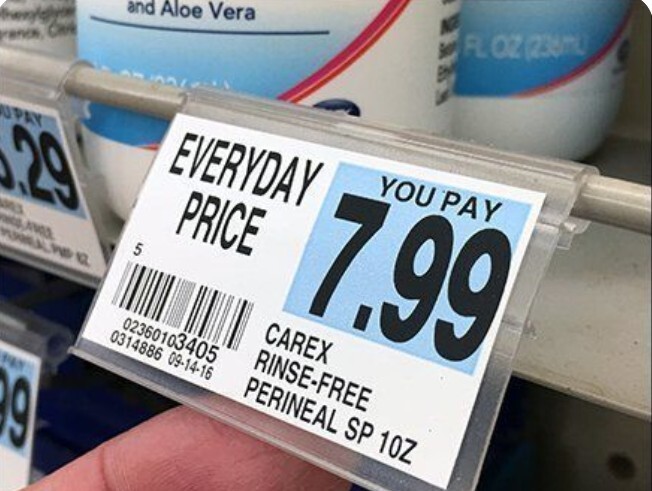 and Aloe Vera
FL OZ (236mL)
U PAY
.29
EVERYDAY
PRICE
YOU PAY
7.99
5
02360103405
0314886 09-14-16
CAREX
RINSE-FREE
PERINEAL SP 10Z
99